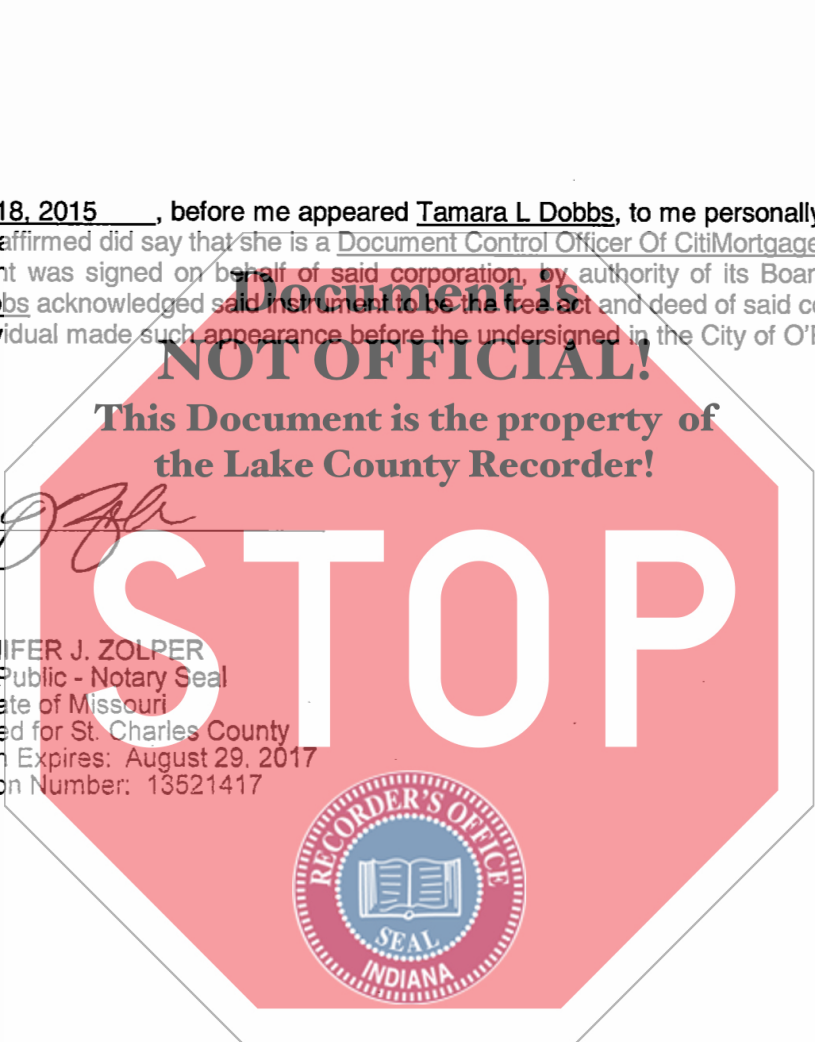 18, 2015 ____, before me appeared Tamara L Dobbs, to me personally
affirmed did say that she is a Document Control Officer Of CitiMortgage
nt was signed on behalf of said corporation, by authority of its Boar
bs acknowledged said instrument to be the free act and deed of said c
vidual made such appearance before the undersigned in the City of O'
Document is
NOT OFFICIAL!
This Document is the property of
the Lake County Recorder!
STOP
IFER J. ZOLPER
Public - Notary Seal
ate of Missouri
ed for St. Charles County
n Expires: August 29, 2017
on Number: 13521417
RECORDER'S OFFICE
SEAL
INDIANA